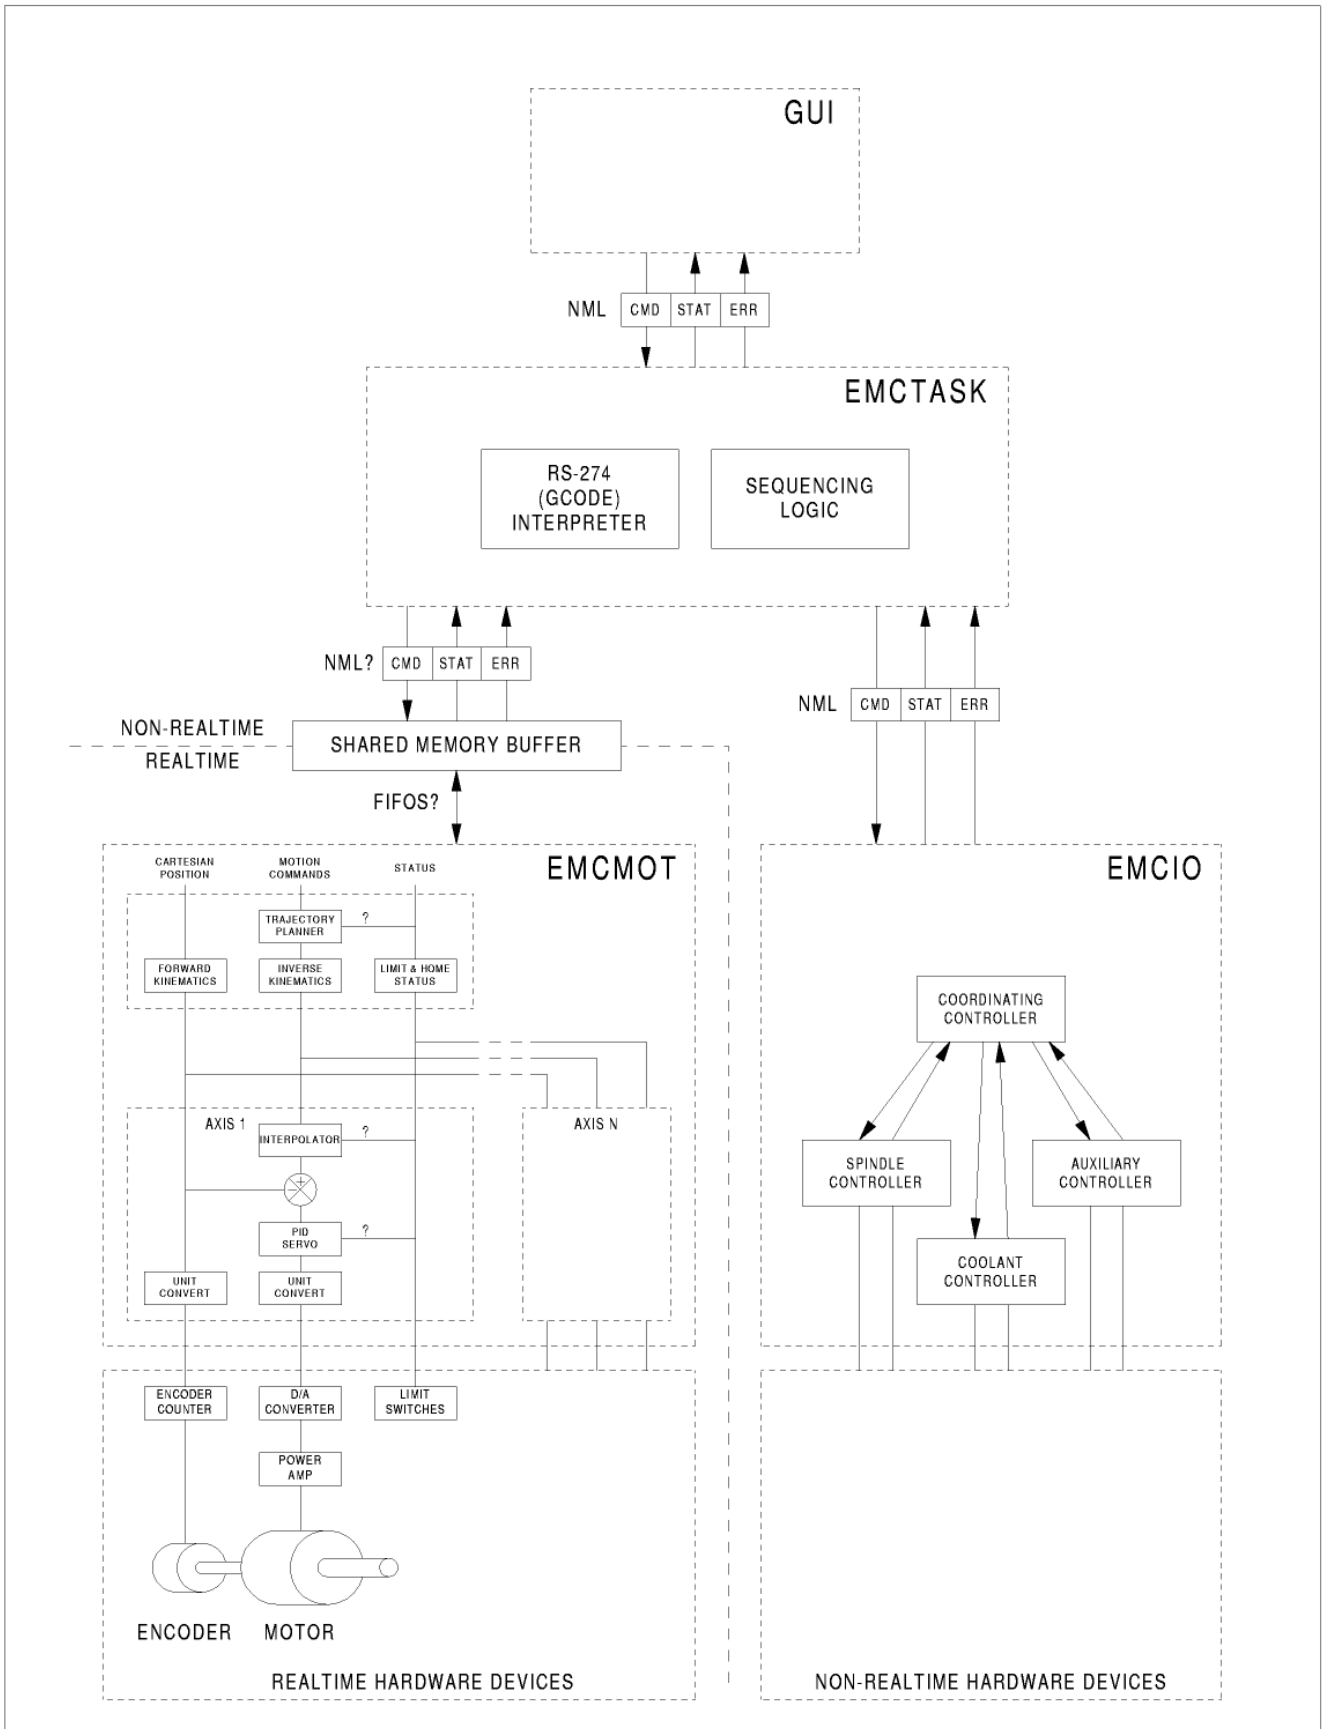 GUI
NML
CMD
STAT
ERR
EMCTASK
RS-274
(GCODE)
INTERPRETER
SEQUENCING
LOGIC
NML?
CMD
STAT
ERR
NML
CMD
STAT
ERR
NON-REALTIME
REALTIME
SHARED MEMORY BUFFER
FIFOS?
EMCMOT
CARTESIAN
POSITION
MOTION
COMMANDS
STATUS
TRAJECTORY
PLANNER
?
FORWARD
KINEMATICS
INVERSE
KINEMATICS
LIMIT & HOME
STATUS
AXIS 1
INTERPOLATOR
?
+
−
PID
SERVO
?
UNIT
CONVERT
UNIT
CONVERT
AXIS N
EMCIO
COORDINATING
CONTROLLER
SPINDLE
CONTROLLER
AUXILIARY
CONTROLLER
COOLANT
CONTROLLER
ENCODER
COUNTER
D/A
CONVERTER
LIMIT
SWITCHES
POWER
AMP
ENCODER
MOTOR
REALTIME HARDWARE DEVICES
NON-REALTIME HARDWARE DEVICES